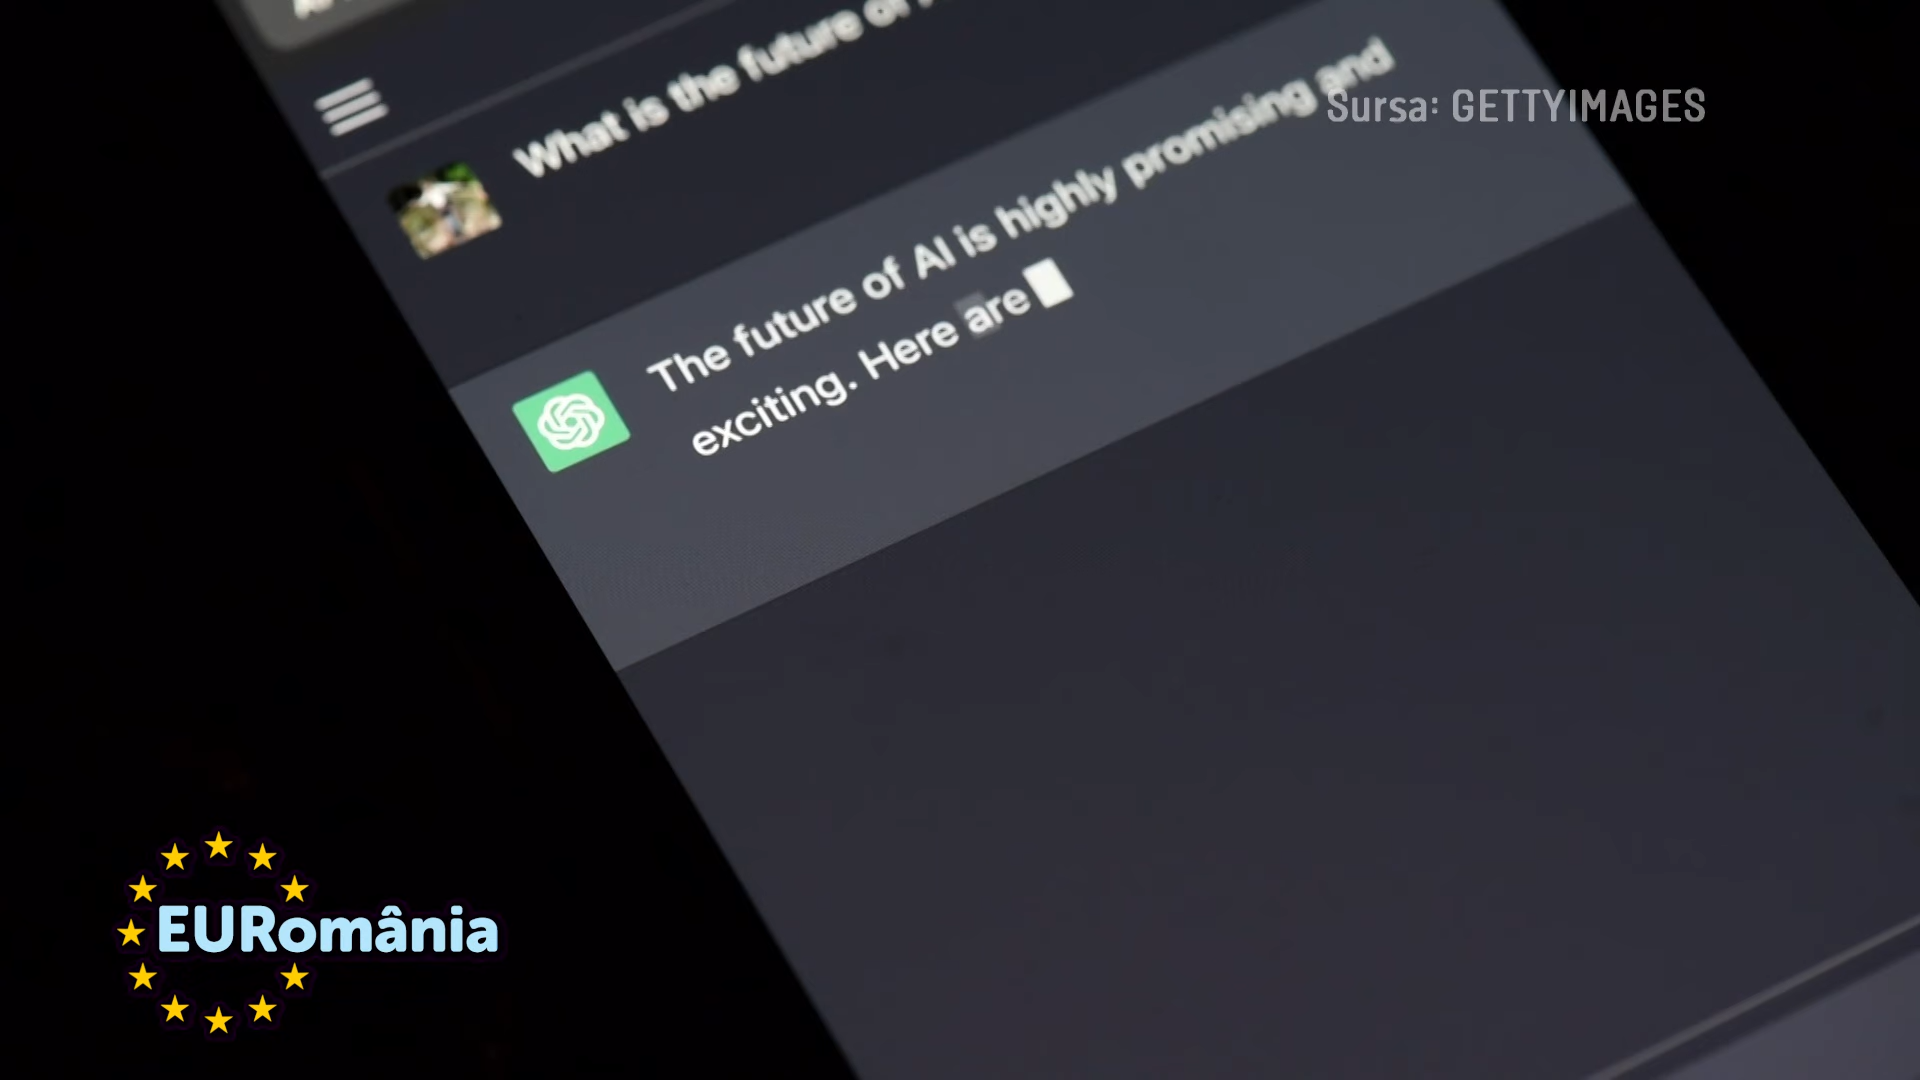 What is the future of
Sursa: GETTYIMAGES
The future of AI is highly promising and
exciting. Here are
EURomânia